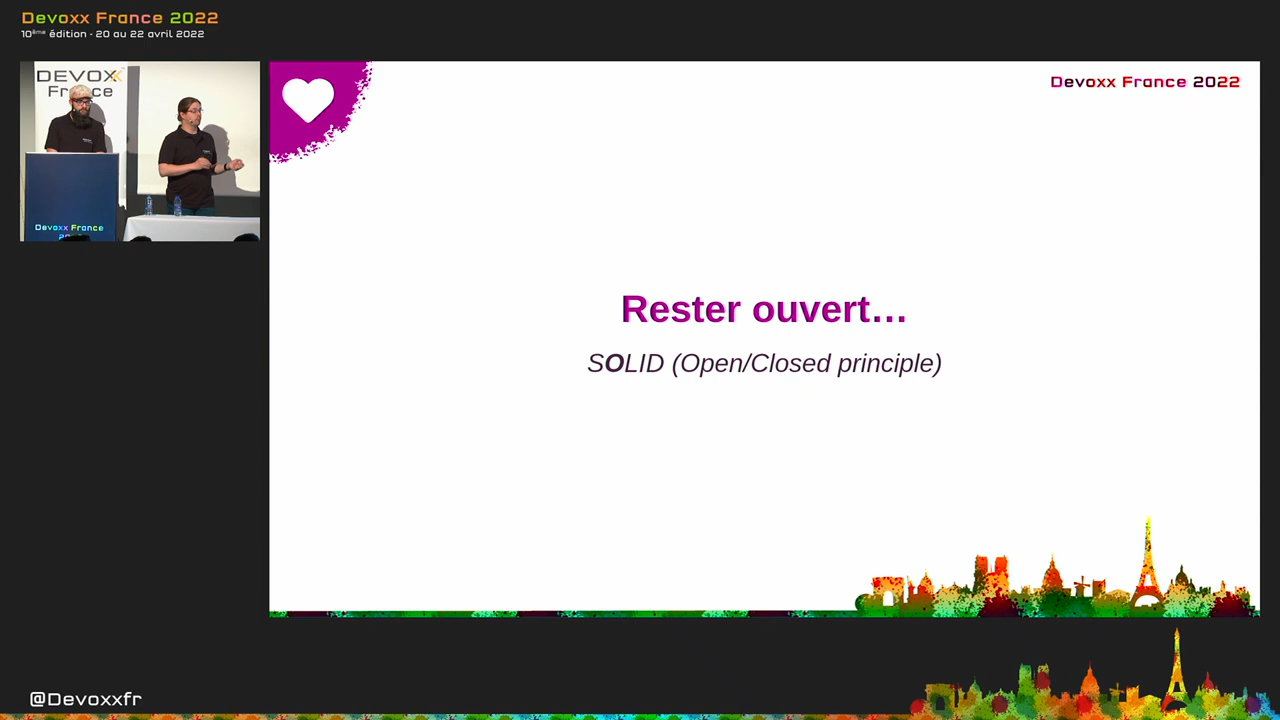 Devoxx France 2022
10ème édition - 20 au 22 avril 2022
DEVOXX
France
Devoxx France
Devoxx France 2022
Rester ouvert…
SOLID (Open/Closed principle)
@Devoxxfr